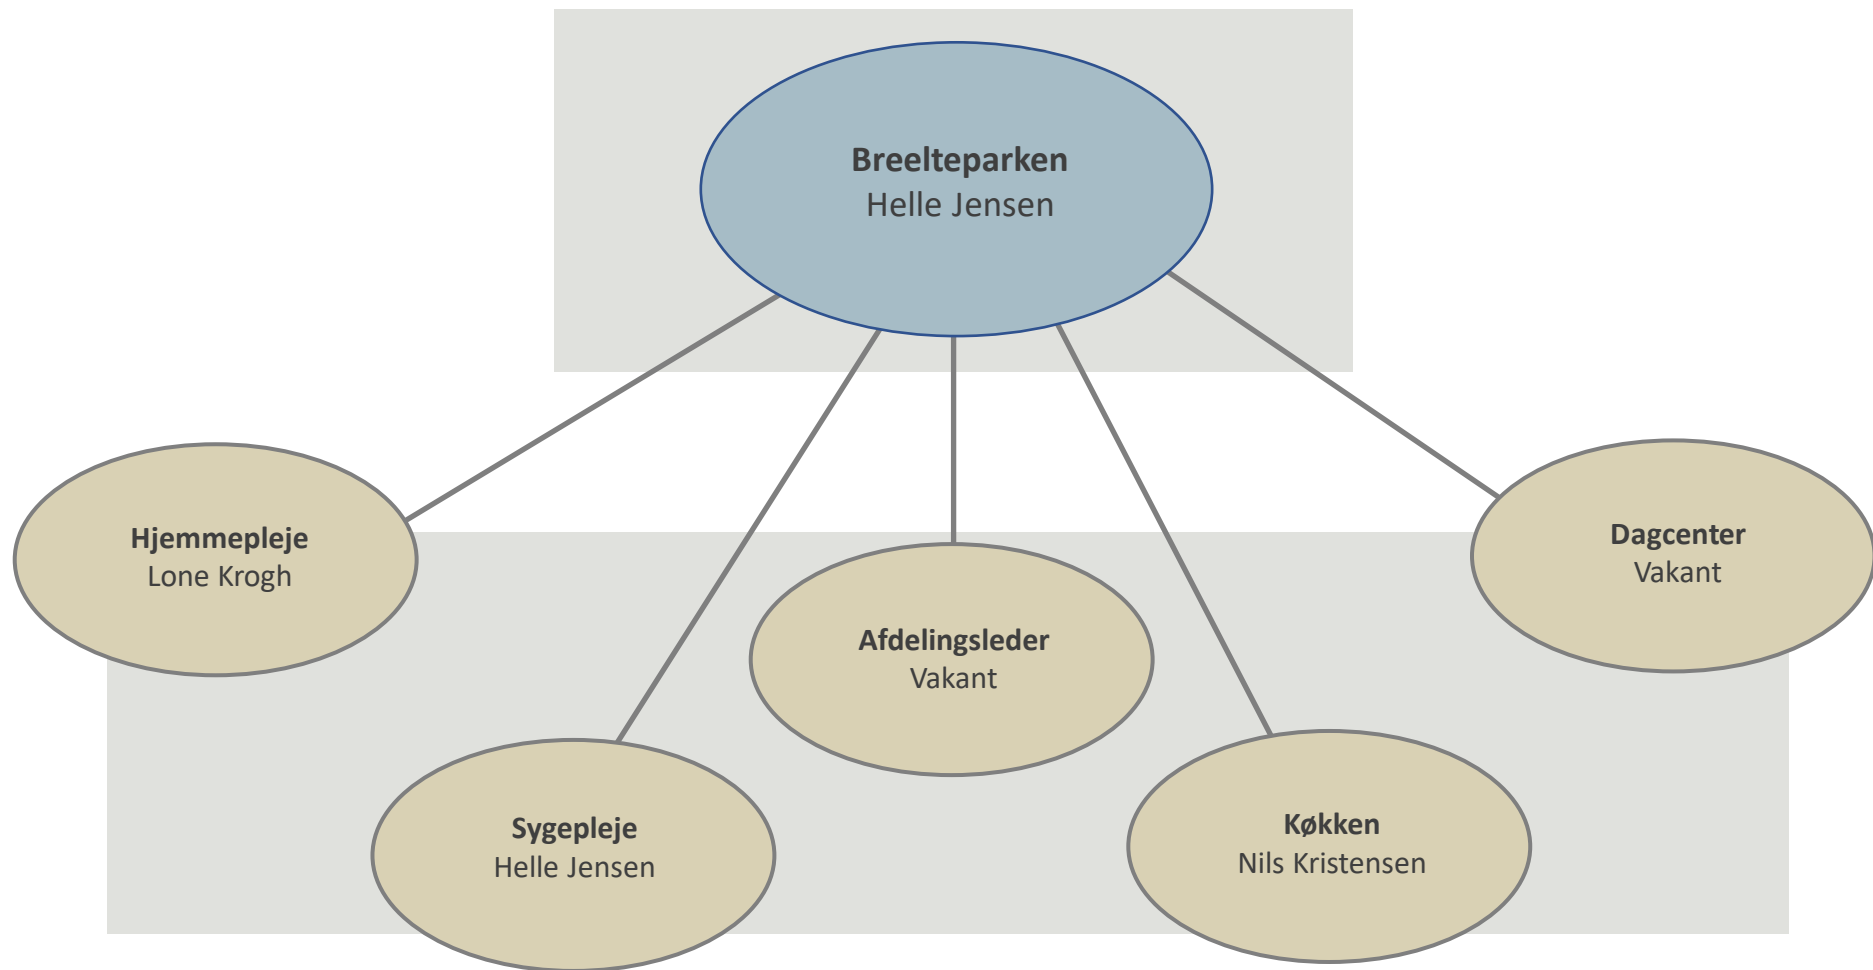 Breelteparken
Helle Jensen
Hjemmepleje
Lone Krogh
Sygepleje
Helle Jensen
Afdelingsleder
Vakant
Køkken
Nils Kristensen
Dagcenter
Vakant